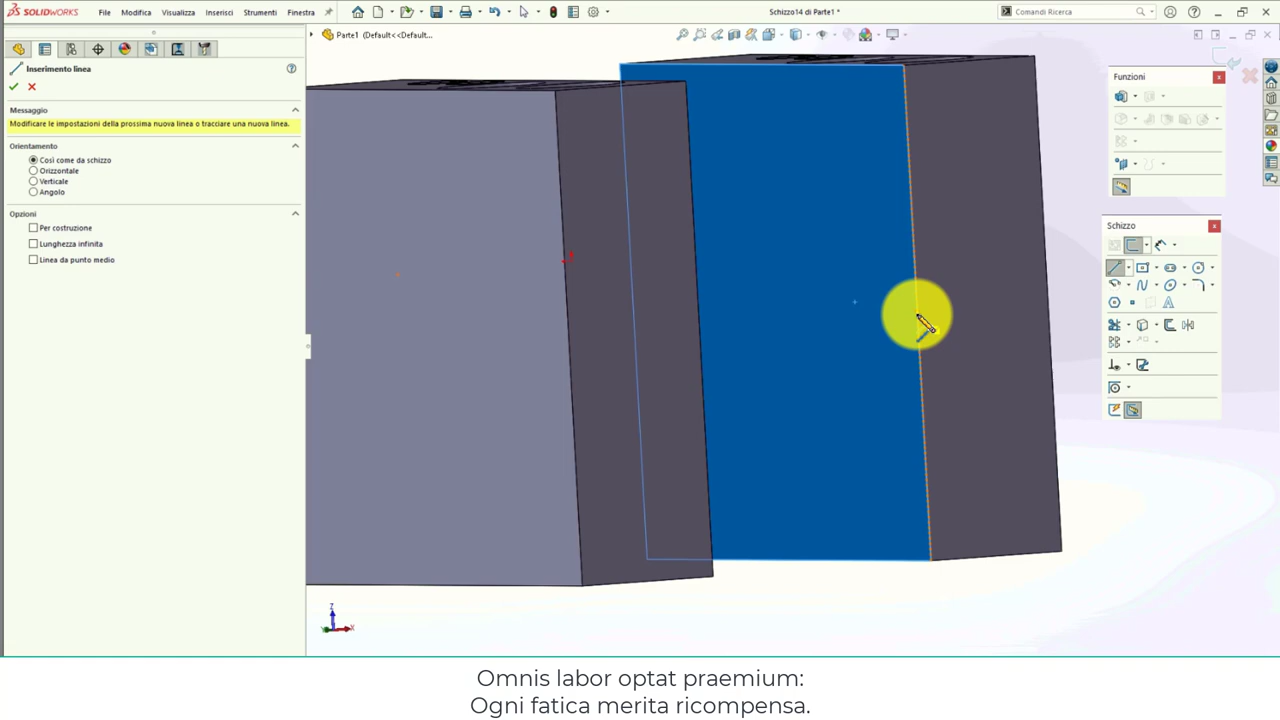 SOLIDWORKS
File
Modifica
Visualizza
Inserisci
Strumenti
Finestra
Schizzo14 di Parte1 *
Comandi Ricerca
Parte1 (Default<<Default...
Inserimento linea
Messaggio
Modificare le impostazioni della prossima nuova linea o tracciare una nuova linea.
Orientamento
Così come da schizzo
Orizzontale
Verticale
Angolo
Opzioni
Per costruzione
Lunghezza infinita
Linea da punto medio
Funzioni
Schizzo
Z
X
Omnis labor optat praemium:
Ogni fatica merita ricompensa.